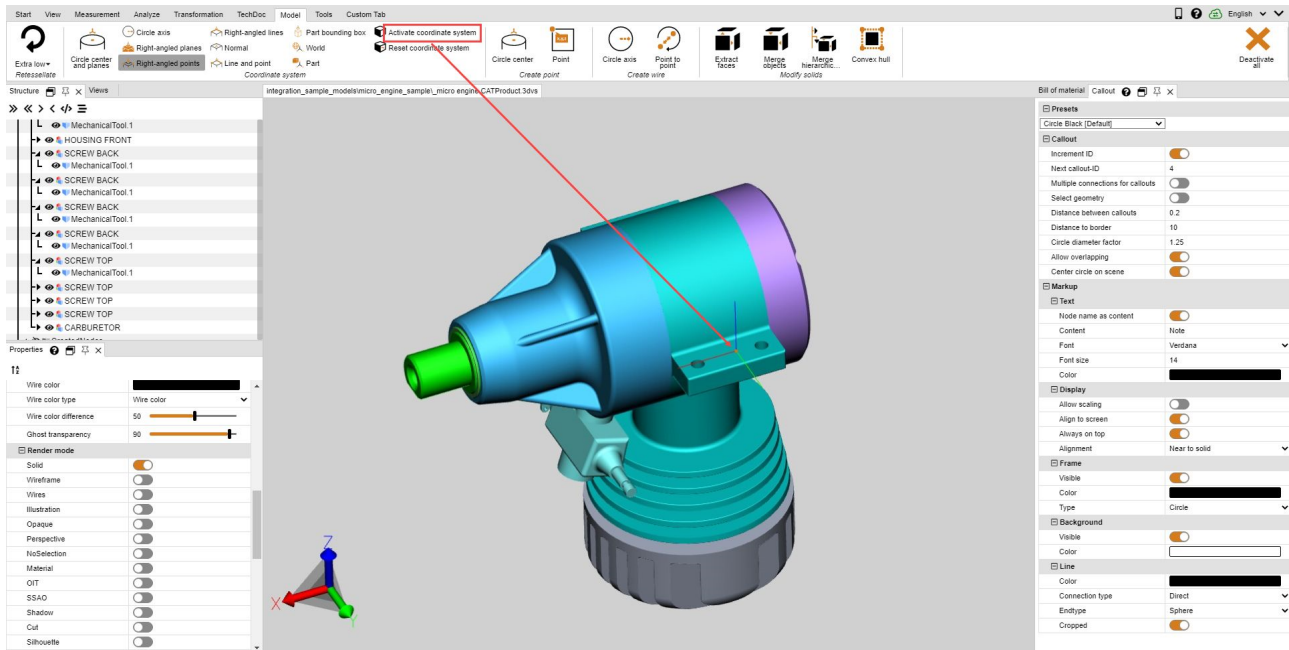 Start View Measurement Analyze Transformation TechDoc Model Tools Custom Tab
English
Extra low
Retessellate
Circle center and planes
Circle axis
Right-angled planes
Right-angled points
Right-angled lines
Normal
Line and point
Part bounding box
World
Part
Activate coordinate system
Reset coordinate system
Coordinate system
Circle center
Point
Create point
Circle axis
Point to point
Create wire
Extract faces
Merge objects
Merge hierarchic...
Convex hull
Modify solids
Deactivate all
Structure
Views
MechanicalTool.1
HOUSING FRONT
SCREW BACK
MechanicalTool.1
SCREW BACK
MechanicalTool.1
SCREW BACK
MechanicalTool.1
SCREW BACK
MechanicalTool.1
SCREW TOP
MechanicalTool.1
SCREW TOP
SCREW TOP
SCREW TOP
CARBURETOR
Properties
Wire color
Wire color type Wire color
Wire color difference 50
Ghost transparency 90
Render mode
Solid
Wireframe
Wires
Illustration
Opaque
Perspective
NoSelection
Material
OIT
SSAO
Shadow
Cut
Silhouette
integration_sample_models\micro_engine_sample\_micro engine.CATProduct.3dvs
Z
X
Y
Bill of material Callout
Presets
Circle Black [Default]
Callout
Increment ID
Next callout-ID 4
Multiple connections for callouts
Select geometry
Distance between callouts 0.2
Distance to border 10
Circle diameter factor 1.25
Allow overlapping
Center circle on scene
Markup
Text
Node name as content
Content Note
Font Verdana
Font size 14
Color
Display
Allow scaling
Align to screen
Always on top
Alignment Near to solid
Frame
Visible
Color
Type Circle
Background
Visible
Color
Line
Color
Connection type Direct
Endtype Sphere
Cropped